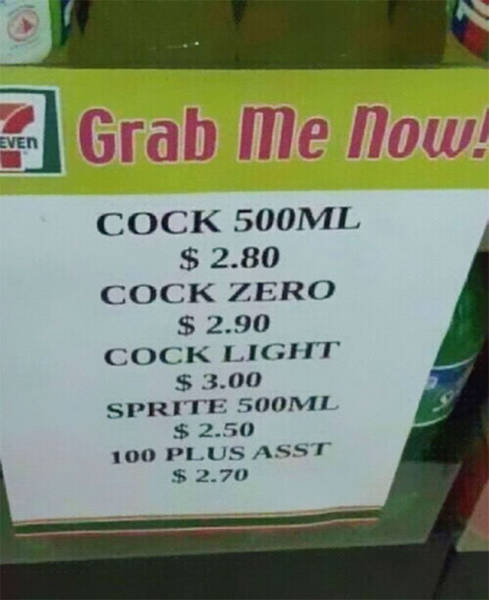 EVEn
Grab Me Now!
COCK 500ML
$ 2.80
COCK ZERO
$ 2.90
COCK LIGHT
$ 3.00
SPRITE 500ML
$ 2.50
100 PLUS ASST
$ 2.70